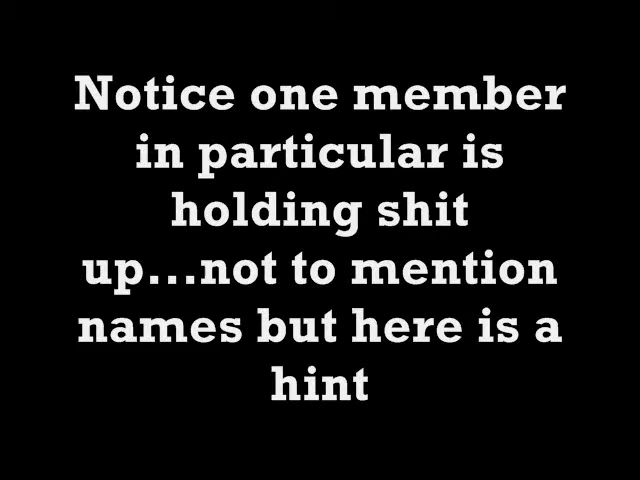 Notice one member
in particular is
holding shit
up...not to mention
names but here is a
hint